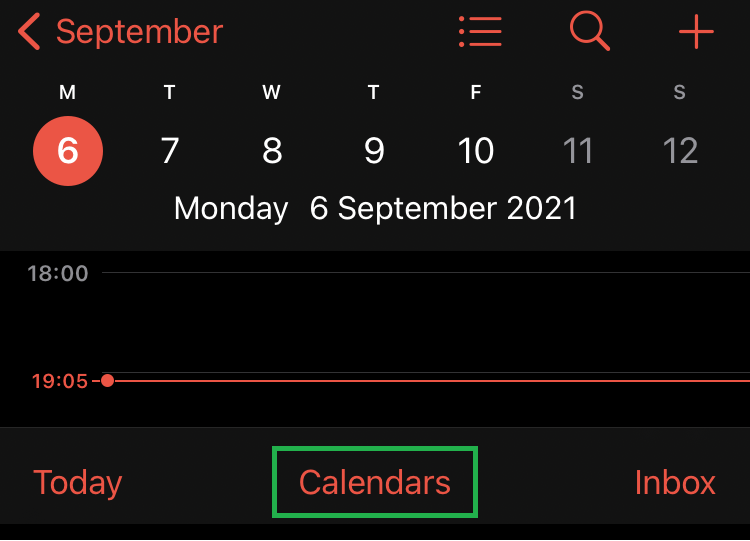 September
M T W T F S S
6 7 8 9 10 11 12
Monday 6 September 2021
18:00
19:05
Today Calendars Inbox